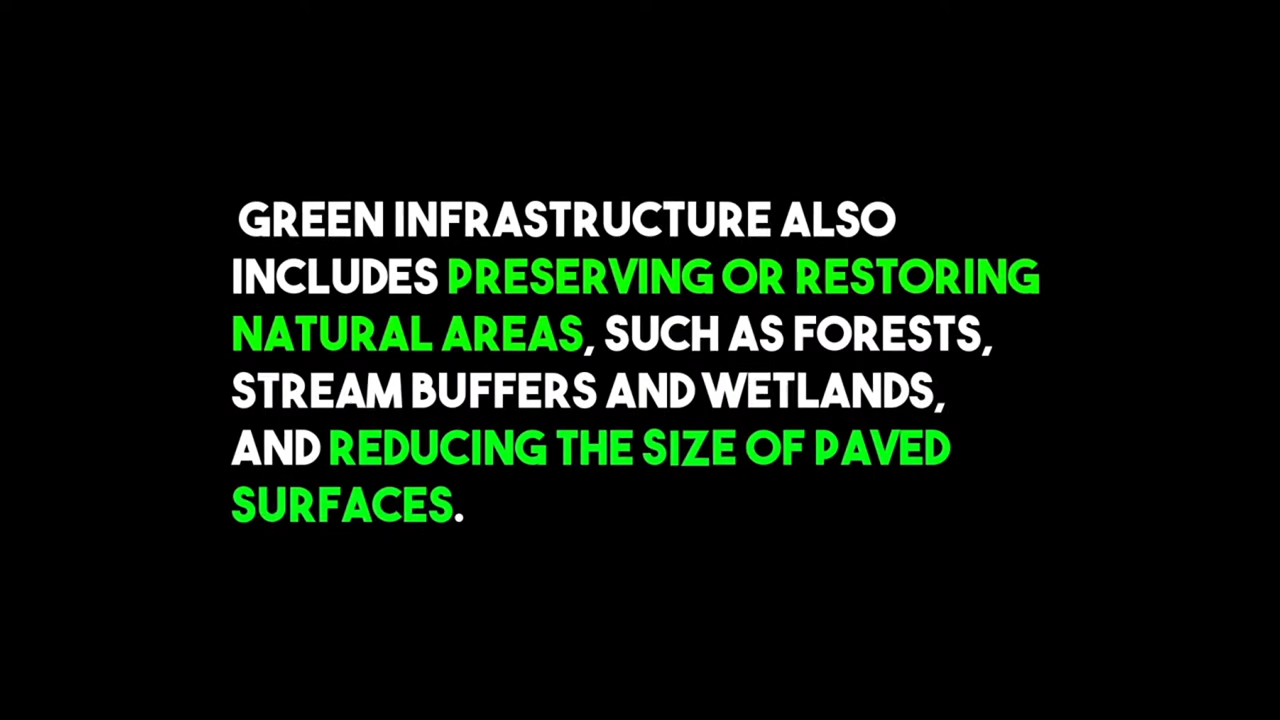 GREEN INFRASTRUCTURE ALSO
INCLUDES PRESERVING OR RESTORING
NATURAL AREAS, SUCH AS FORESTS,
STREAM BUFFERS AND WETLANDS,
AND REDUCING THE SIZE OF PAVED
SURFACES.